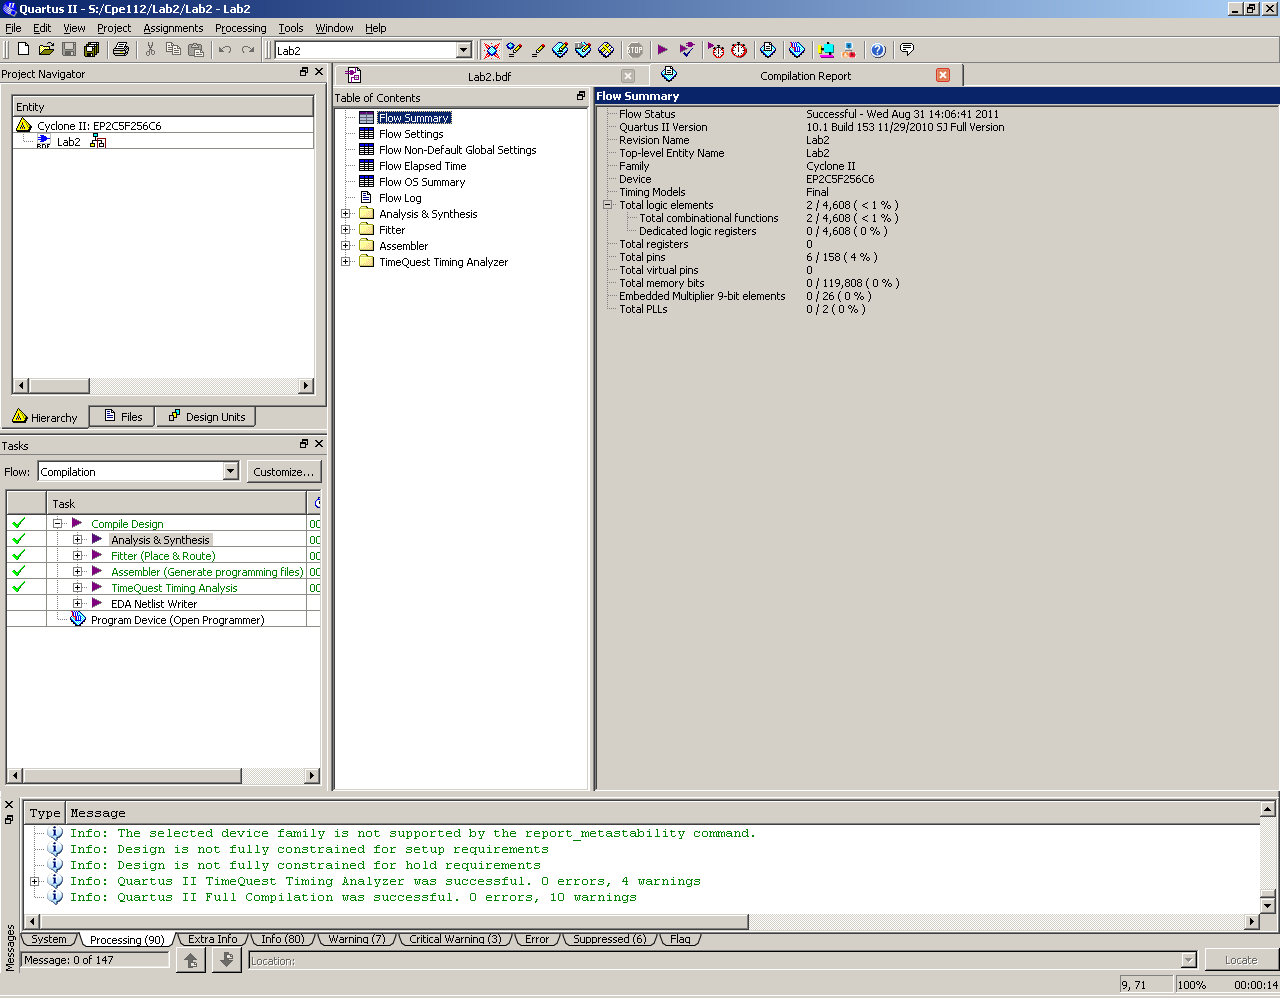 Quartus II - S:/Cpe112/Lab2/Lab2 - Lab2
File Edit View Project Assignments Processing Tools Window Help
Lab2
STOP
Project Navigator
Entity
Cyclone II: EP2C5F256C6
BDF Lab2
Hierarchy Files Design Units
Tasks
Flow: Compilation Customize...
Task
Compile Design 00
Analysis & Synthesis 00
Fitter (Place & Route) 00
Assembler (Generate programming files) 00
TimeQuest Timing Analysis 00
EDA Netlist Writer
Program Device (Open Programmer)
Lab2.bdf Compilation Report
Table of Contents
Flow Summary
Flow Settings
Flow Non-Default Global Settings
Flow Elapsed Time
Flow OS Summary
Flow Log
Analysis & Synthesis
Fitter
Assembler
TimeQuest Timing Analyzer
Flow Summary
Flow Status Successful - Wed Aug 31 14:06:41 2011
Quartus II Version 10.1 Build 153 11/29/2010 SJ Full Version
Revision Name Lab2
Top-level Entity Name Lab2
Family Cyclone II
Device EP2C5F256C6
Timing Models Final
Total logic elements 2 / 4,608 ( < 1 % )
Total combinational functions 2 / 4,608 ( < 1 % )
Dedicated logic registers 0 / 4,608 ( 0 % )
Total registers 0
Total pins 6 / 158 ( 4 % )
Total virtual pins 0
Total memory bits 0 / 119,808 ( 0 % )
Embedded Multiplier 9-bit elements 0 / 26 ( 0 % )
Total PLLs 0 / 2 ( 0 % )
Messages
Type Message
Info: The selected device family is not supported by the report_metastability command.
Info: Design is not fully constrained for setup requirements
Info: Design is not fully constrained for hold requirements
Info: Quartus II TimeQuest Timing Analyzer was successful. 0 errors, 4 warnings
Info: Quartus II Full Compilation was successful. 0 errors, 10 warnings
System Processing (90) Extra Info Info (80) Warning (7) Critical Warning (3) Error Suppressed (6) Flag
Message: 0 of 147 Location: Locate
9, 71 100% 00:00:14